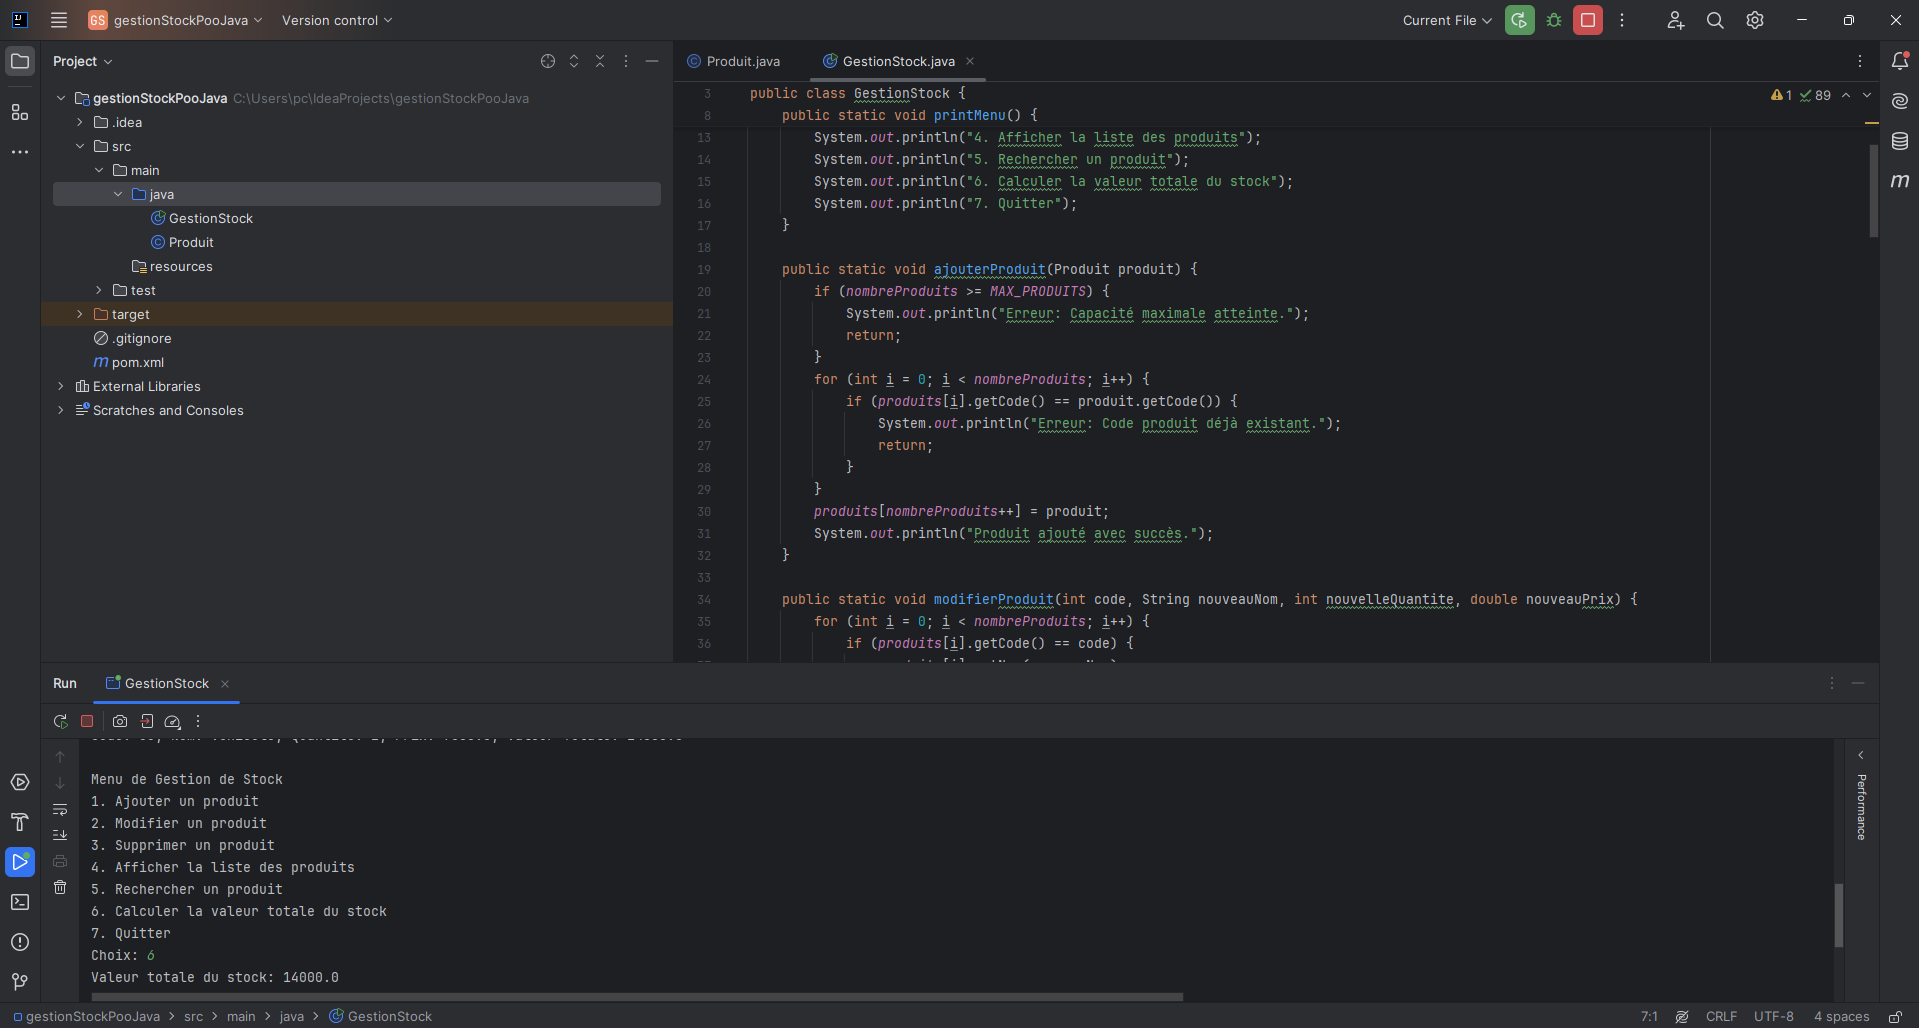 GS gestionStockPooJava Version control Current File
Project
gestionStockPooJava C:\Users\pc\IdeaProjects\gestionStockPooJava
.idea
src
main
java
GestionStock
Produit
resources
test
target
.gitignore
m pom.xml
External Libraries
Scratches and Consoles
Produit.java GestionStock.java
1 89
3 public class GestionStock {
8 public static void printMenu() {
13 System.out.println("4. Afficher la liste des produits");
14 System.out.println("5. Rechercher un produit");
15 System.out.println("6. Calculer la valeur totale du stock");
16 System.out.println("7. Quitter");
17 }
18
19 public static void ajouterProduit(Produit produit) {
20 if (nombreProduits >= MAX_PRODUITS) {
21 System.out.println("Erreur: Capacité maximale atteinte.");
22 return;
23 }
24 for (int i = 0; i < nombreProduits; i++) {
25 if (produits[i].getCode() == produit.getCode()) {
26 System.out.println("Erreur: Code produit déjà existant.");
27 return;
28 }
29 }
30 produits[nombreProduits++] = produit;
31 System.out.println("Produit ajouté avec succès.");
32 }
33
34 public static void modifierProduit(int code, String nouveauNom, int nouvelleQuantite, double nouveauPrix) {
35 for (int i = 0; i < nombreProduits; i++) {
36 if (produits[i].getCode() == code) {
m
Run GestionStock
Menu de Gestion de Stock
1. Ajouter un produit
2. Modifier un produit
3. Supprimer un produit
4. Afficher la liste des produits
5. Rechercher un produit
6. Calculer la valeur totale du stock
7. Quitter
Choix: 6
Valeur totale du stock: 14000.0
Performance
gestionStockPooJava > src > main > java > GestionStock
7:1 CRLF UTF-8 4 spaces